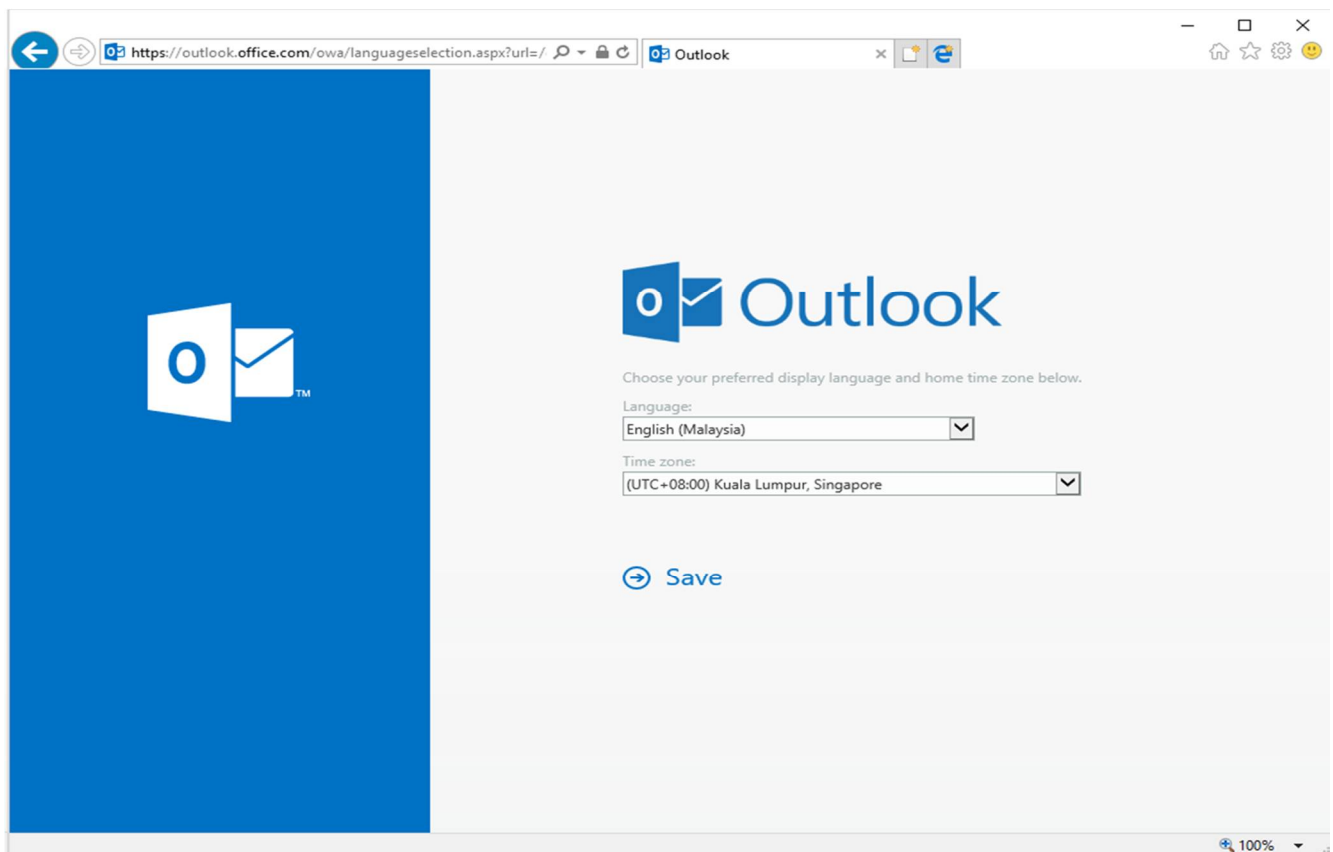 https://outlook.office.com/owa/languageselection.aspx?url=/
Outlook
O
TM
Outlook
Choose your preferred display language and home time zone below.
Language:
English (Malaysia)
Time zone:
(UTC+08:00) Kuala Lumpur, Singapore
Save
100%